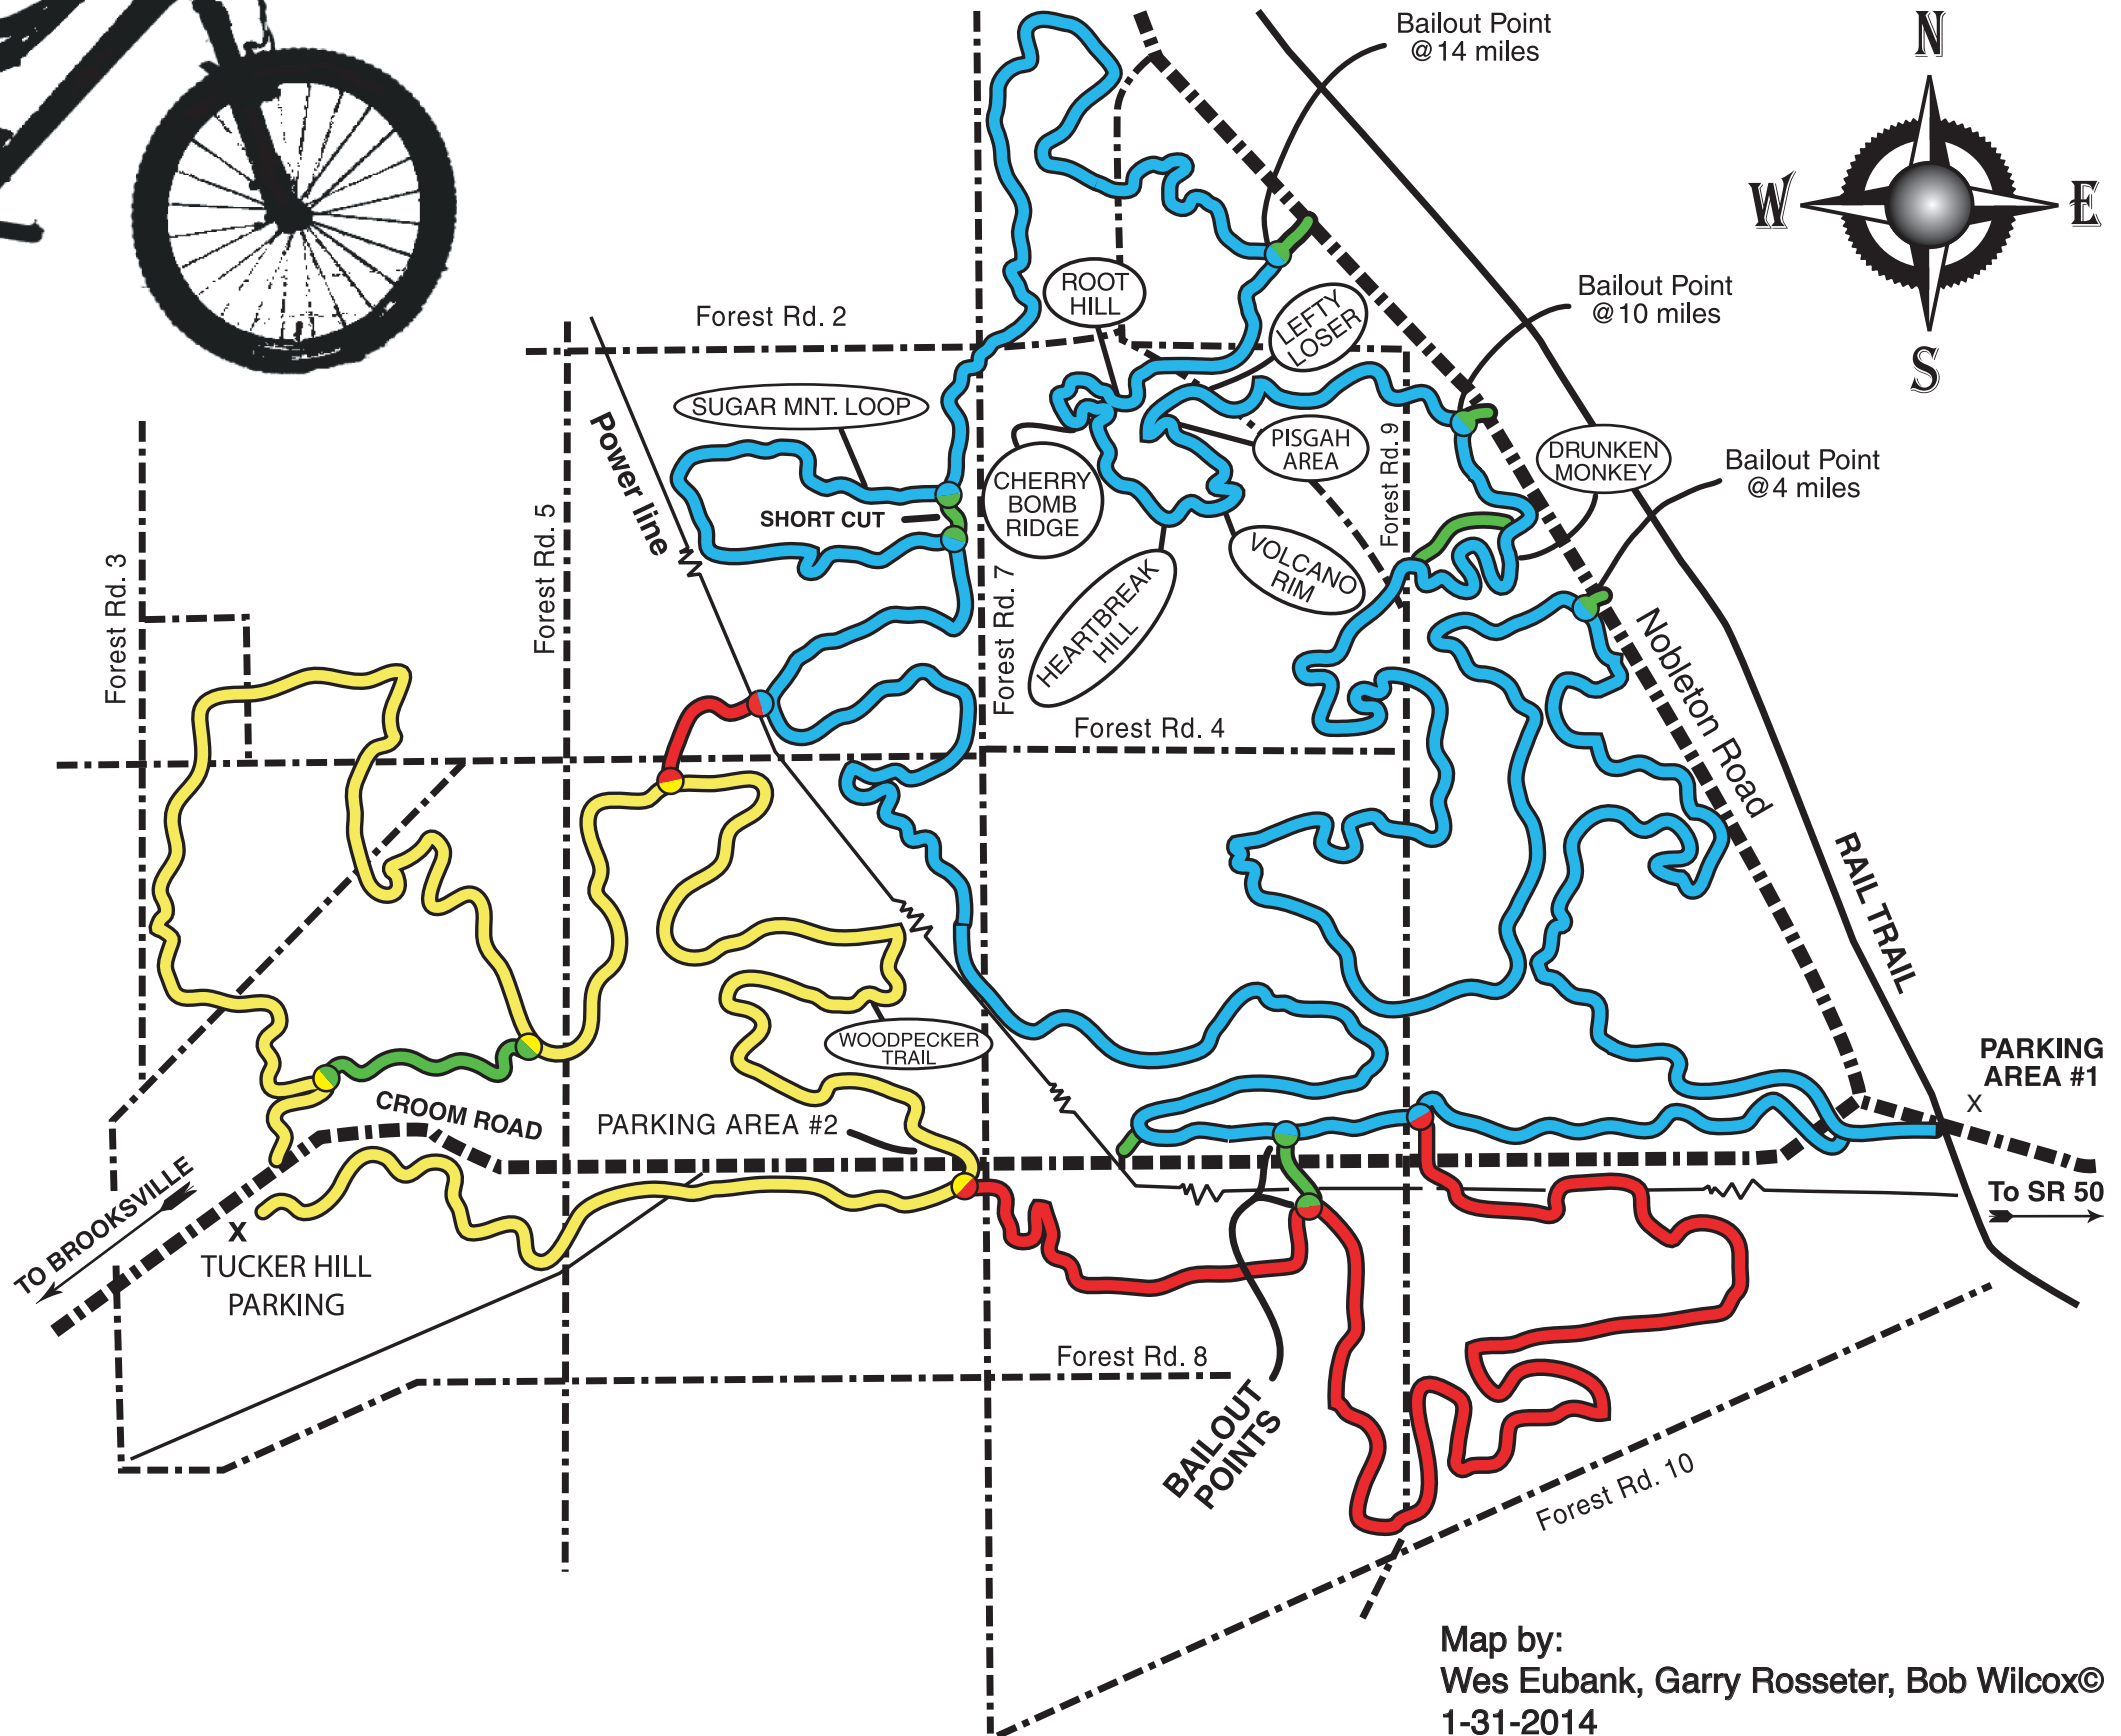 Bailout Point
@14 miles
N
W
E
S
ROOT
HILL
LEFTY
LOSER
Bailout Point
@10 miles
Forest Rd. 2
SUGAR MNT. LOOP
Power line
SHORT CUT
CHERRY
BOMB
RIDGE
PISGAH
AREA
Forest Rd. 9
DRUNKEN
MONKEY
Bailout Point
@4 miles
Forest Rd. 3
Forest Rd. 5
Forest Rd. 7
HEARTBREAK
HILL
VOLCANO
RIM
Nobleton Road
Forest Rd. 4
RAIL TRAIL
WOODPECKER
TRAIL
PARKING
AREA #1
X
CROOM ROAD
PARKING AREA #2
TO BROOKSVILLE
X
TUCKER HILL
PARKING
To SR 50
Forest Rd. 8
BAILOUT
POINTS
Forest Rd. 10
Map by:
Wes Eubank, Garry Rosseter, Bob Wilcox©
1-31-2014